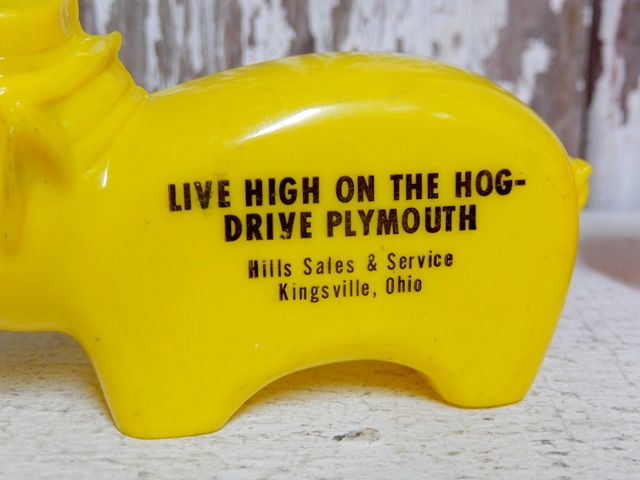 LIVE HIGH ON THE HOG-
DRIVE PLYMOUTH
Hills Sales & Service
Kingsville, Ohio